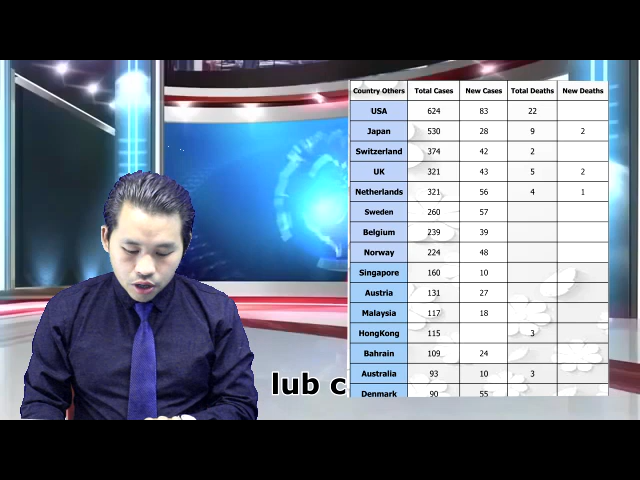 Country Others Total Cases New Cases Total Deaths New Deaths
USA 624 83 22
Japan 530 28 9 2
Switzerland 374 42 2
UK 321 43 5 2
Netherlands 321 56 4 1
Sweden 260 57
Belgium 239 39
Norway 224 48
Singapore 160 10
Austria 131 27
Malaysia 117 18
HongKong 115 3
Bahrain 109 24
Australia 93 10 3
Denmark 90 55
lub c